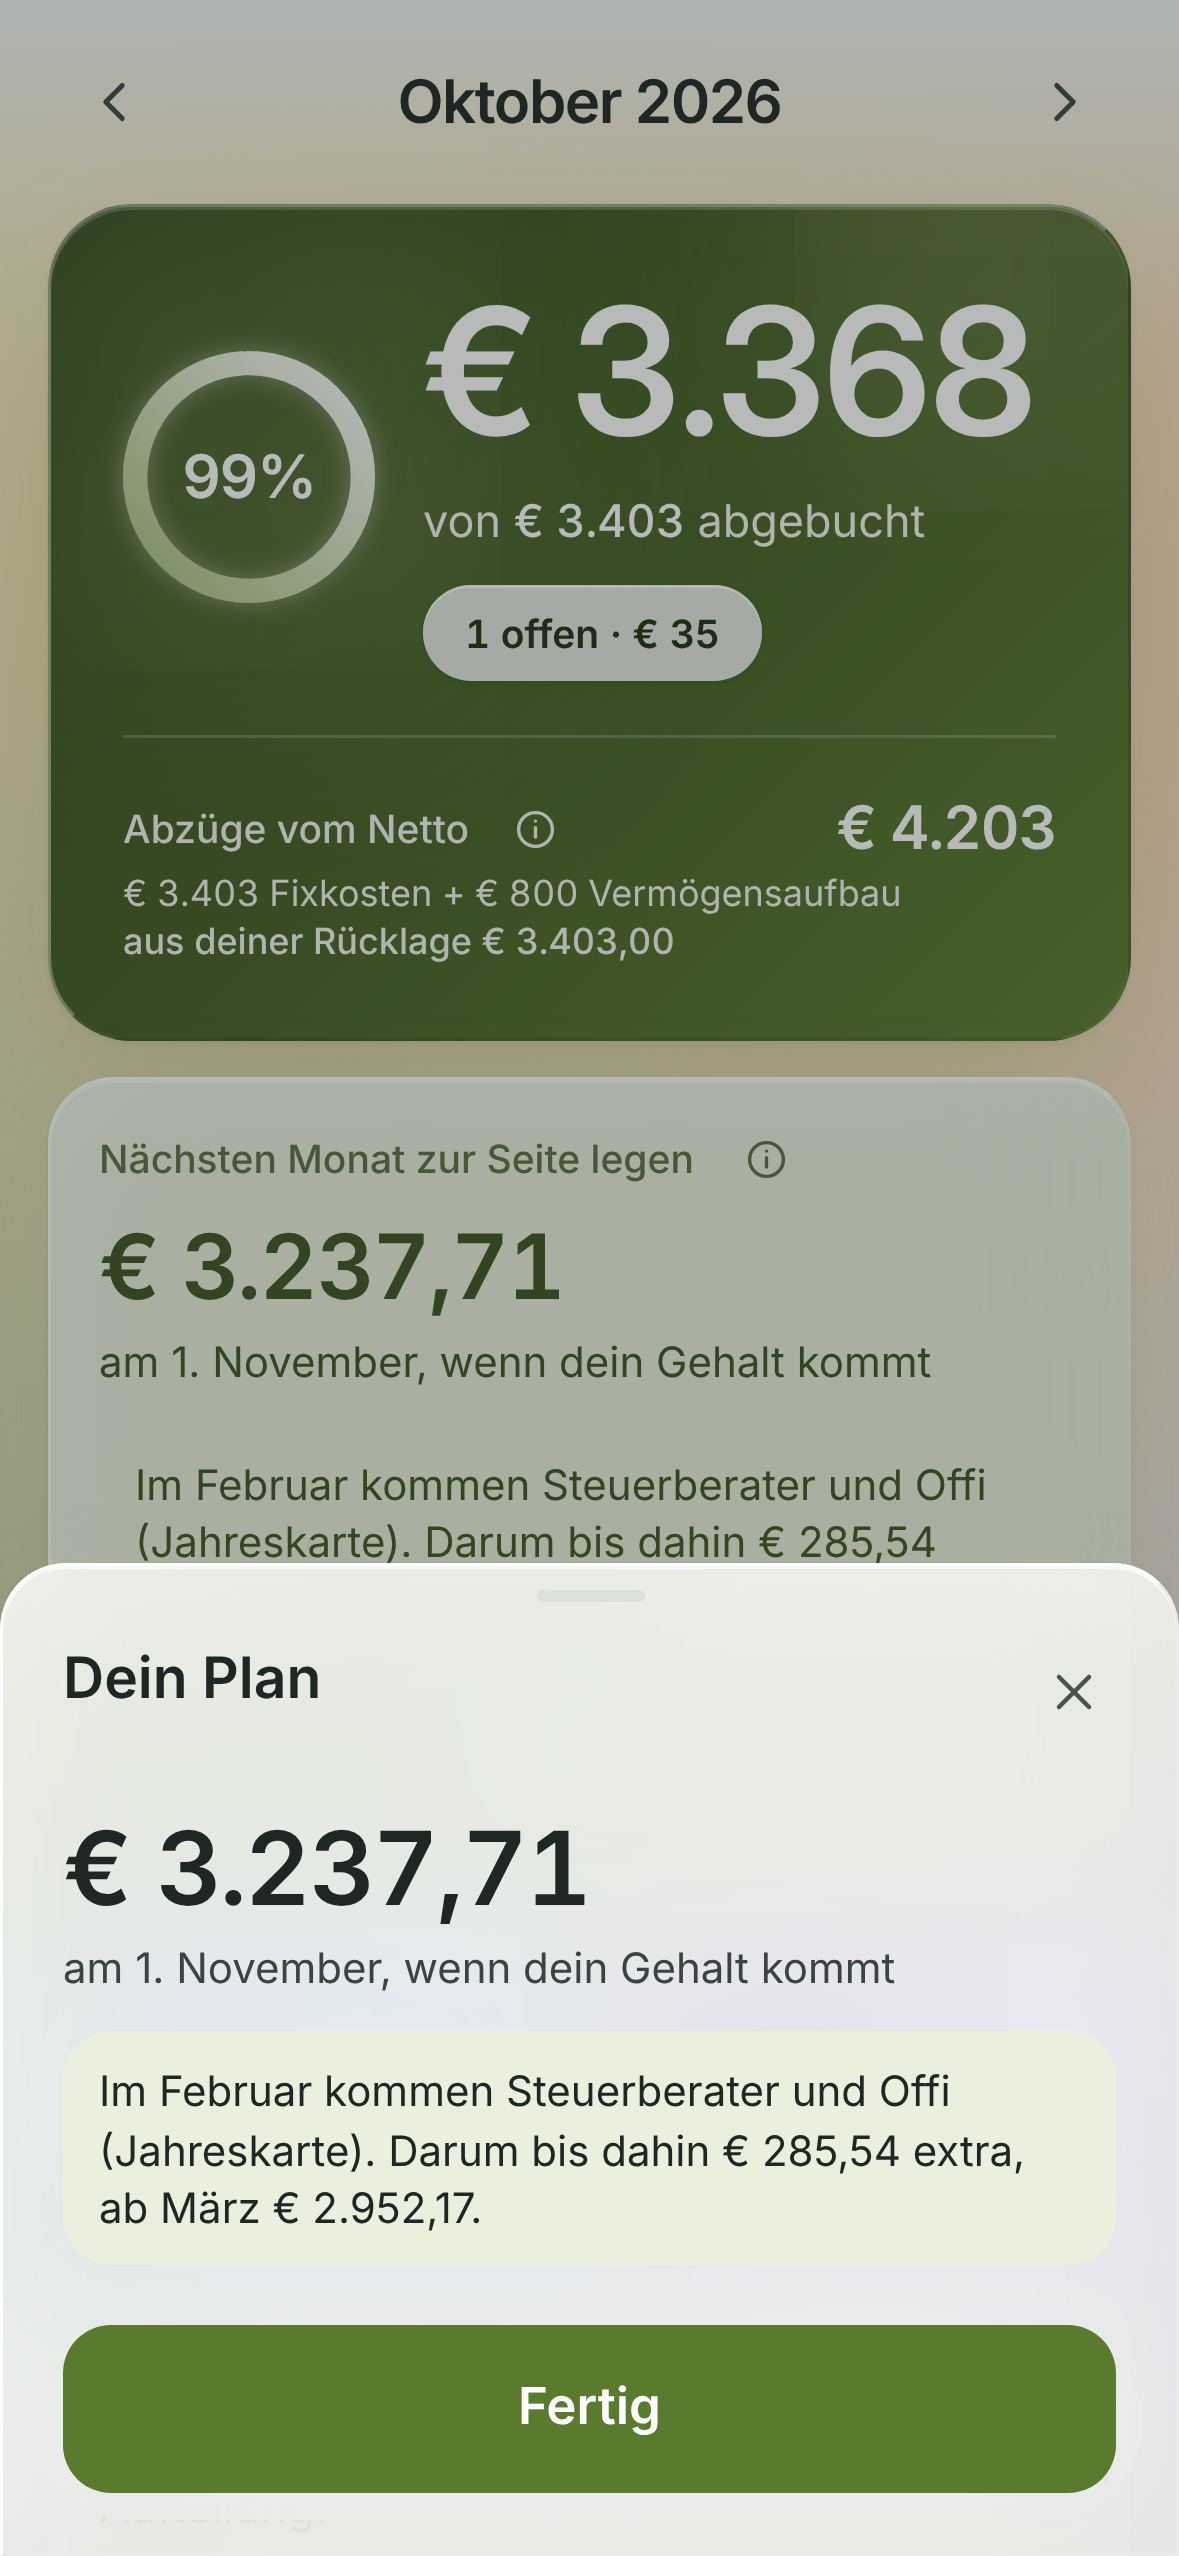 Oktober 2026
€ 3.368
99%
von € 3.403 abgebucht
1 offen · € 35
Abzüge vom Netto
€ 4.203
€ 3.403 Fixkosten + € 800 Vermögensaufbau
aus deiner Rücklage € 3.403,00
Nächsten Monat zur Seite legen
€ 3.237,71
am 1. November, wenn dein Gehalt kommt
Im Februar kommen Steuerberater und Offi
(Jahreskarte). Darum bis dahin € 285,54
Dein Plan
€ 3.237,71
am 1. November, wenn dein Gehalt kommt
Im Februar kommen Steuerberater und Offi
(Jahreskarte). Darum bis dahin € 285,54 extra,
ab März € 2.952,17.
Fertig